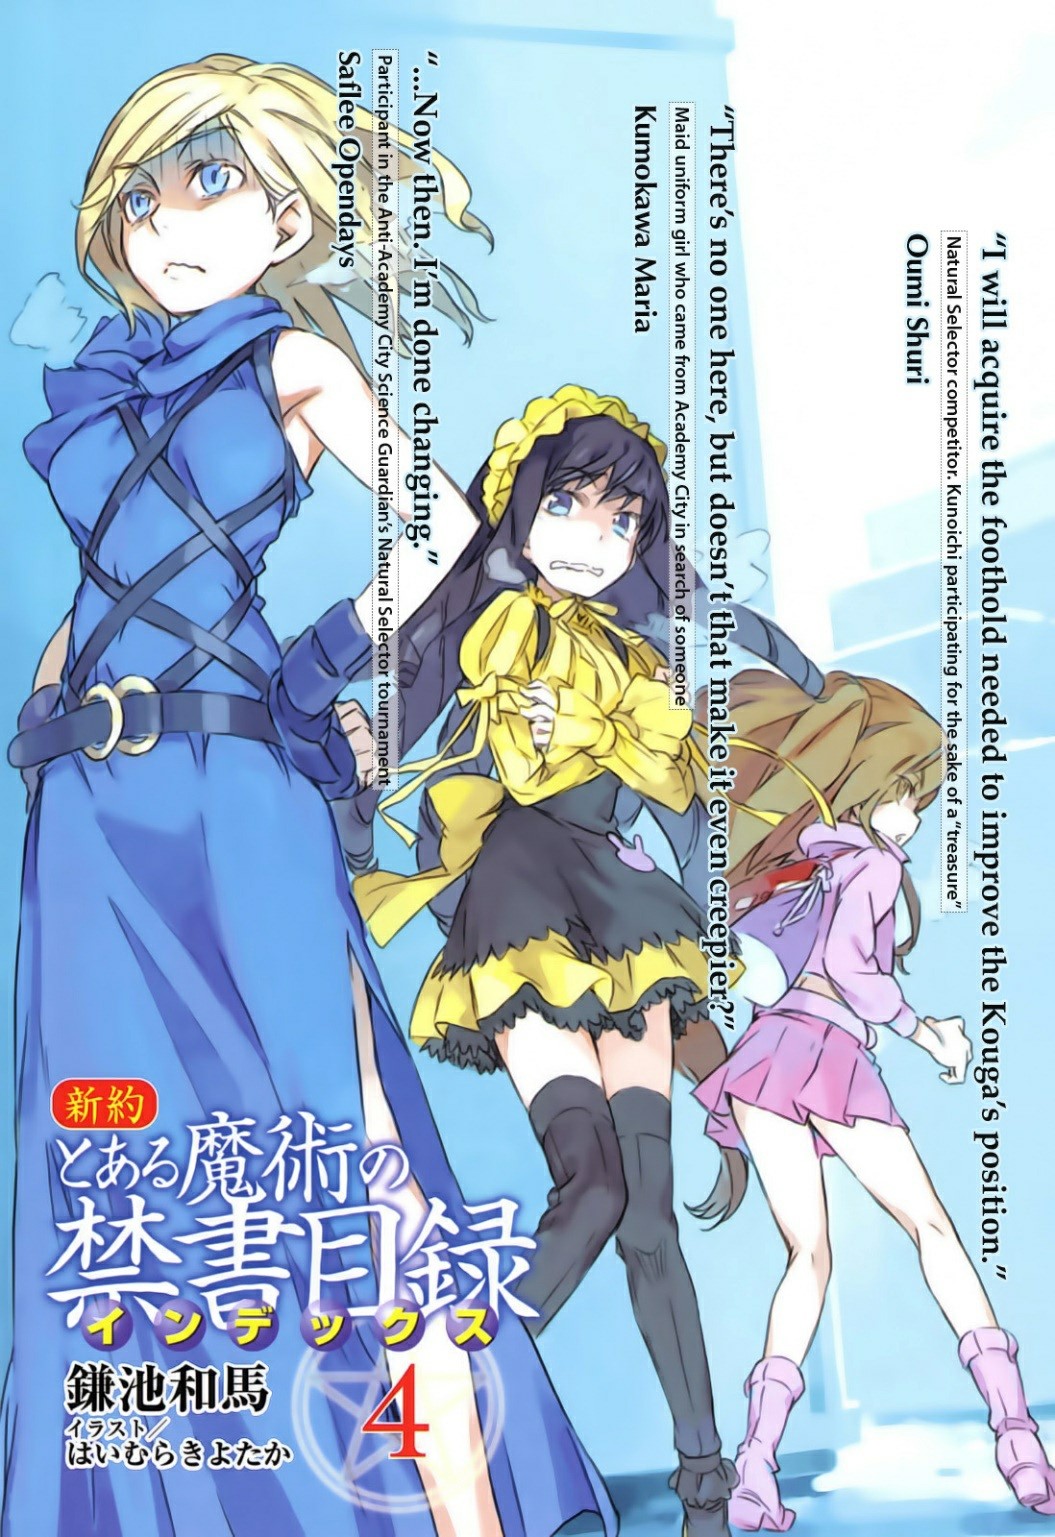 “I will acquire the foothold needed to improve the Kouga’s position.”
Natural Selector competitor. Kunoichi participating for the sake of a “treasure”
Oumi Shuri
“There’s no one here, but doesn’t that make it even creepier?”
Maid uniform girl who came from Academy City in search of someone
Kumokawa Maria
“...Now then. I’m done changing.”
Participant in the Anti-Academy City Science Guardian’s Natural Selector tournament
Saflee Opendays
新約
とある魔術の
禁書目録
インデックス
4
鎌池和馬
イラスト／
はいむらきよたか